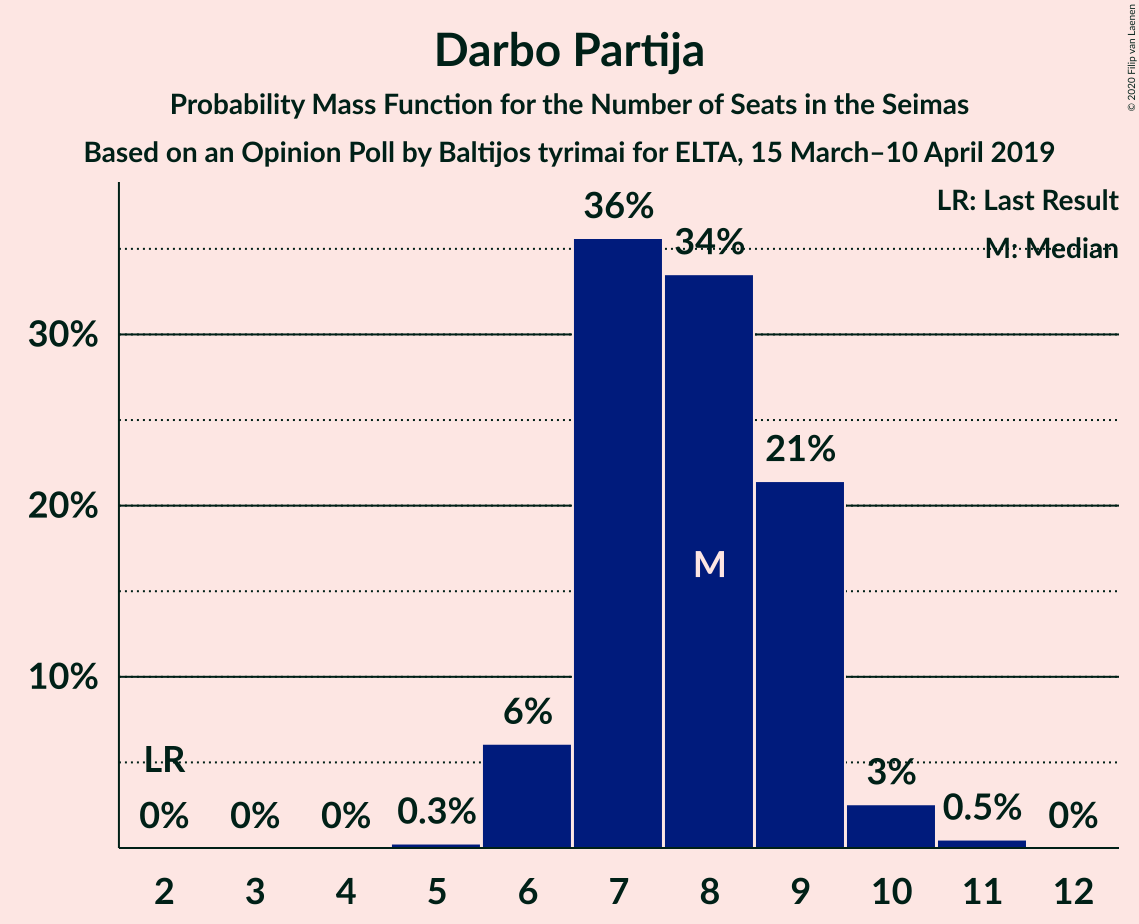 © 2020 Filip van Laenen
Darbo Partija
Probability Mass Function for the Number of Seats in the Seimas
Based on an Opinion Poll by Baltijos tyrimai for ELTA, 15 March–10 April 2019
LR: Last Result
M: Median
36%
34%
30%
21%
20%
M
10%
6%
LR
3%
0%
0%
0%
0.3%
0.5%
0%
2 3 4 5 6 7 8 9 10 11 12